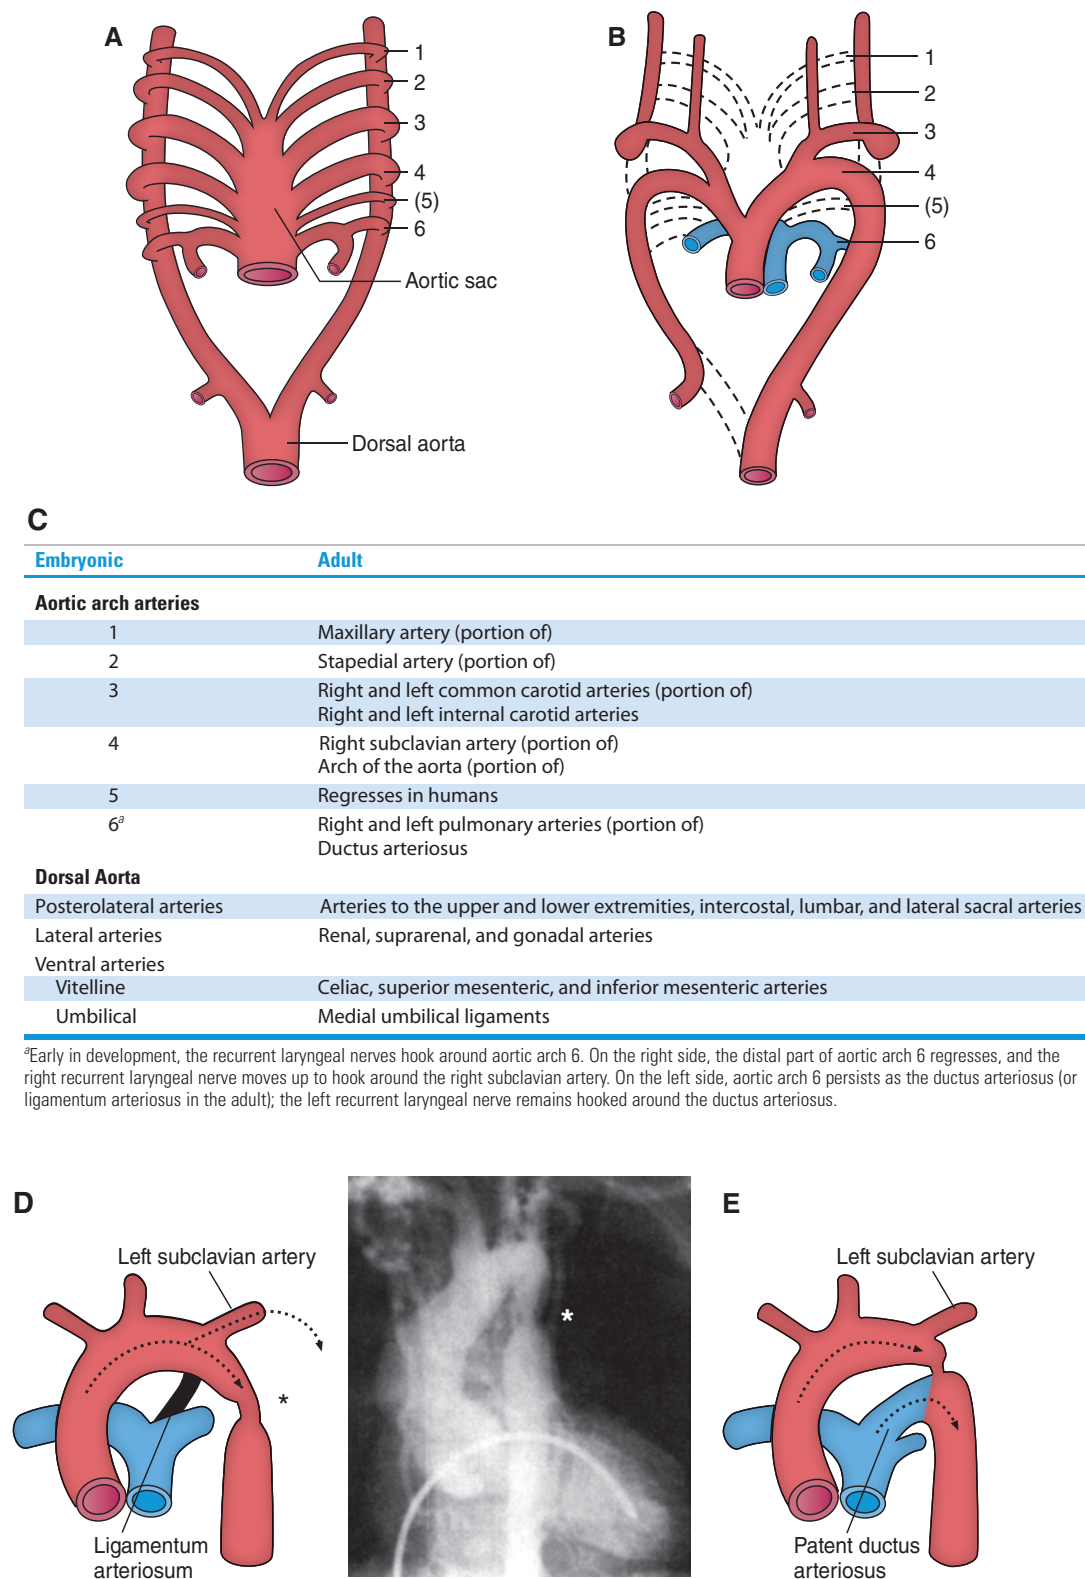 A
1
2
3
4
(5)
6
Aortic sac
Dorsal aorta
B
1
2
3
4
(5)
6
C
Embryonic Adult
Aortic arch arteries
1 Maxillary artery (portion of)
2 Stapedial artery (portion of)
3 Right and left common carotid arteries (portion of)
Right and left internal carotid arteries
4 Right subclavian artery (portion of)
Arch of the aorta (portion of)
5 Regresses in humans
6a Right and left pulmonary arteries (portion of)
Ductus arteriosus
Dorsal Aorta
Posterolateral arteries Arteries to the upper and lower extremities, intercostal, lumbar, and lateral sacral arteries
Lateral arteries Renal, suprarenal, and gonadal arteries
Ventral arteries
Vitelline Celiac, superior mesenteric, and inferior mesenteric arteries
Umbilical Medial umbilical ligaments
aEarly in development, the recurrent laryngeal nerves hook around aortic arch 6. On the right side, the distal part of aortic arch 6 regresses, and the
right recurrent laryngeal nerve moves up to hook around the right subclavian artery. On the left side, aortic arch 6 persists as the ductus arteriosus (or
ligamentum arteriosus in the adult); the left recurrent laryngeal nerve remains hooked around the ductus arteriosus.
D
Left subclavian artery
*
Ligamentum
arteriosum
*
E
Left subclavian artery
Patent ductus
arteriosus